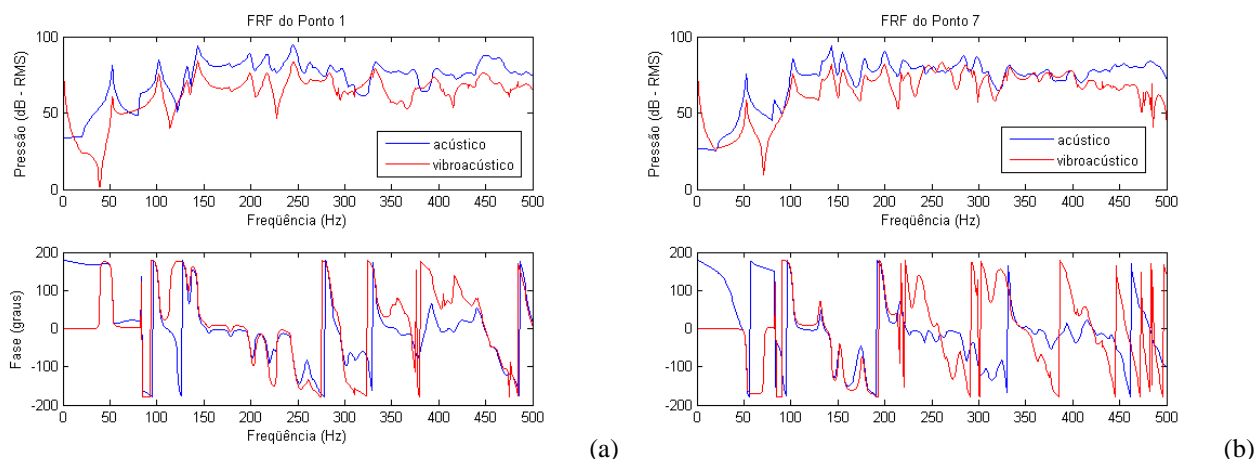 FRF do Ponto 1
Pressão (dB - RMS)
100
50
0
acústico
vibroacústico
0 50 100 150 200 250 300 350 400 450 500
Freqüência (Hz)
Fase (graus)
200
100
0
-100
-200
0 50 100 150 200 250 300 350 400 450 500
Freqüência (Hz)
(a)
FRF do Ponto 7
Pressão (dB - RMS)
100
50
0
acústico
vibroacústico
0 50 100 150 200 250 300 350 400 450 500
Freqüência (Hz)
Fase (graus)
200
100
0
-100
-200
0 50 100 150 200 250 300 350 400 450 500
Freqüência (Hz)
(b)